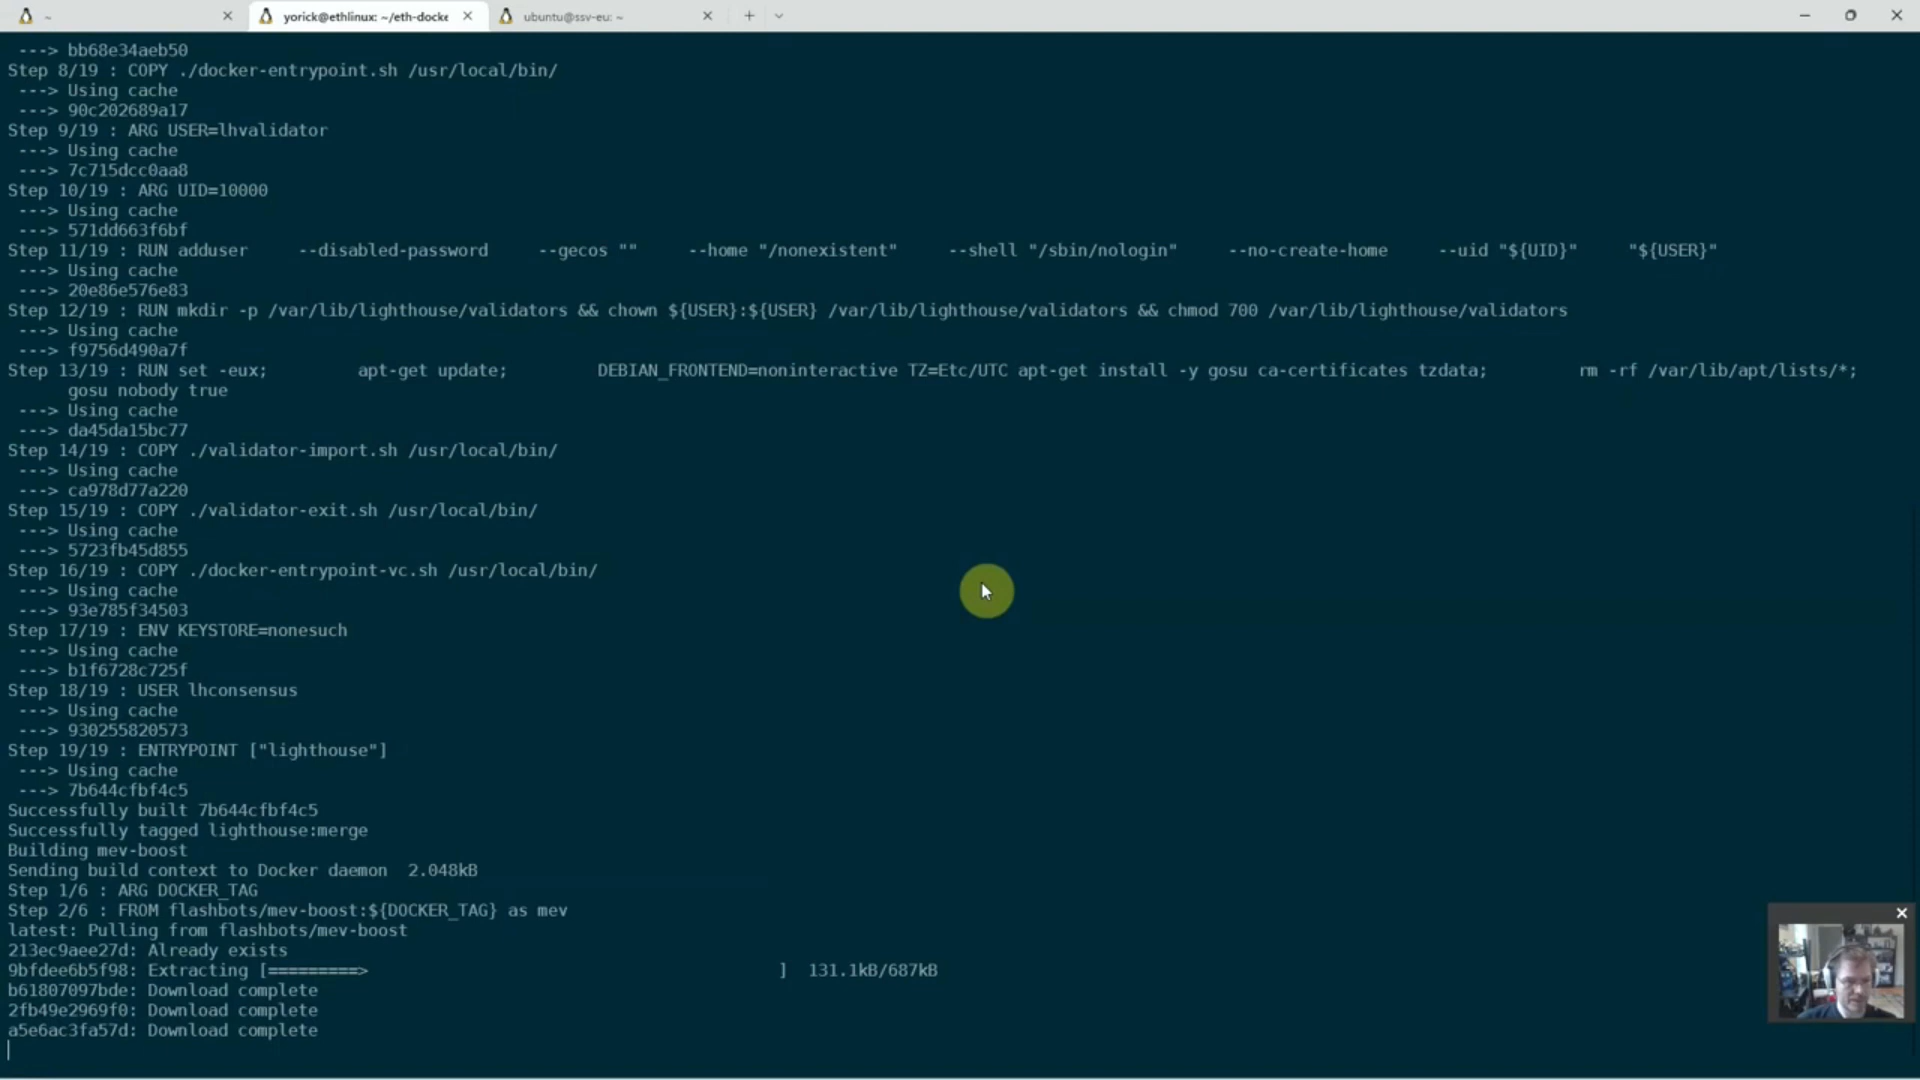 ~
yorick@ethlinux: ~/eth-docke
ubuntu@ssv-eu: ~
---> bb68e34aeb50
Step 8/19 : COPY ./docker-entrypoint.sh /usr/local/bin/
---> Using cache
---> 90c202689a17
Step 9/19 : ARG USER=lhvalidator
---> Using cache
---> 7c715dcc0aa8
Step 10/19 : ARG UID=10000
---> Using cache
---> 571dd663f6bf
Step 11/19 : RUN adduser     --disabled-password     --gecos ""     --home "/nonexistent"     --shell "/sbin/nologin"     --no-create-home     --uid "${UID}"     "${USER}"
---> Using cache
---> 20e86e576e83
Step 12/19 : RUN mkdir -p /var/lib/lighthouse/validators && chown ${USER}:${USER} /var/lib/lighthouse/validators && chmod 700 /var/lib/lighthouse/validators
---> Using cache
---> f9756d490a7f
Step 13/19 : RUN set -eux;         apt-get update;         DEBIAN_FRONTEND=noninteractive TZ=Etc/UTC apt-get install -y gosu ca-certificates tzdata;         rm -rf /var/lib/apt/lists/*;
gosu nobody true
---> Using cache
---> da45da15bc77
Step 14/19 : COPY ./validator-import.sh /usr/local/bin/
---> Using cache
---> ca978d77a220
Step 15/19 : COPY ./validator-exit.sh /usr/local/bin/
---> Using cache
---> 5723fb45d855
Step 16/19 : COPY ./docker-entrypoint-vc.sh /usr/local/bin/
---> Using cache
---> 93e785f34503
Step 17/19 : ENV KEYSTORE=nonesuch
---> Using cache
---> b1f6728c725f
Step 18/19 : USER lhconsensus
---> Using cache
---> 930255820573
Step 19/19 : ENTRYPOINT ["lighthouse"]
---> Using cache
---> 7b644cfbf4c5
Successfully built 7b644cfbf4c5
Successfully tagged lighthouse:merge
Building mev-boost
Sending build context to Docker daemon  2.048kB
Step 1/6 : ARG DOCKER_TAG
Step 2/6 : FROM flashbots/mev-boost:${DOCKER_TAG} as mev
latest: Pulling from flashbots/mev-boost
213ec9aee27d: Already exists
9bfdee6b5f98: Extracting [=========>                                         ]  131.1kB/687kB
b61807097bde: Download complete
2fb49e2969f0: Download complete
a5e6ac3fa57d: Download complete